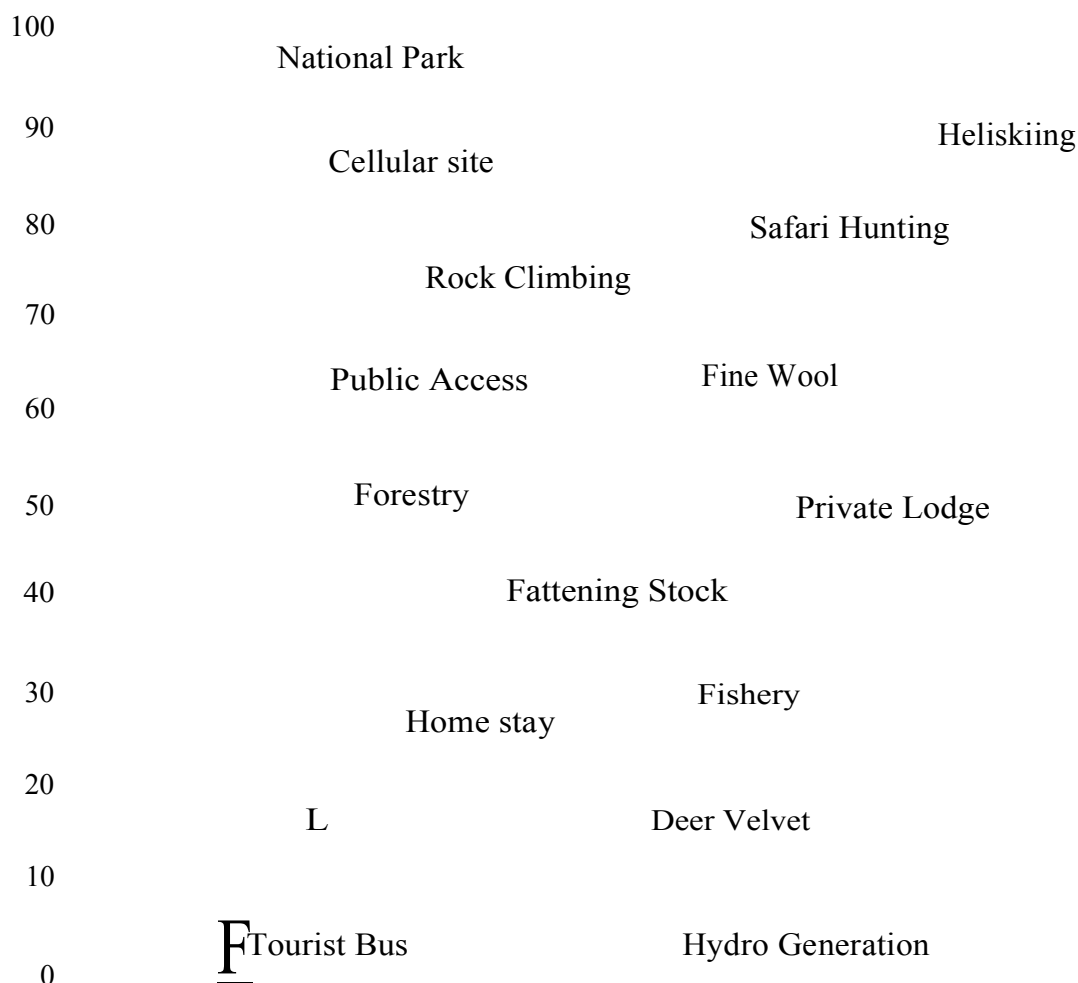 100
National Park
90
Heliskiing
Cellular site
80
Safari Hunting
Rock Climbing
70
Public Access
Fine Wool
60
Forestry
50
Private Lodge
40
Fattening Stock
30
Fishery
Home stay
20
L
Deer Velvet
10
F
Tourist Bus
Hydro Generation
0